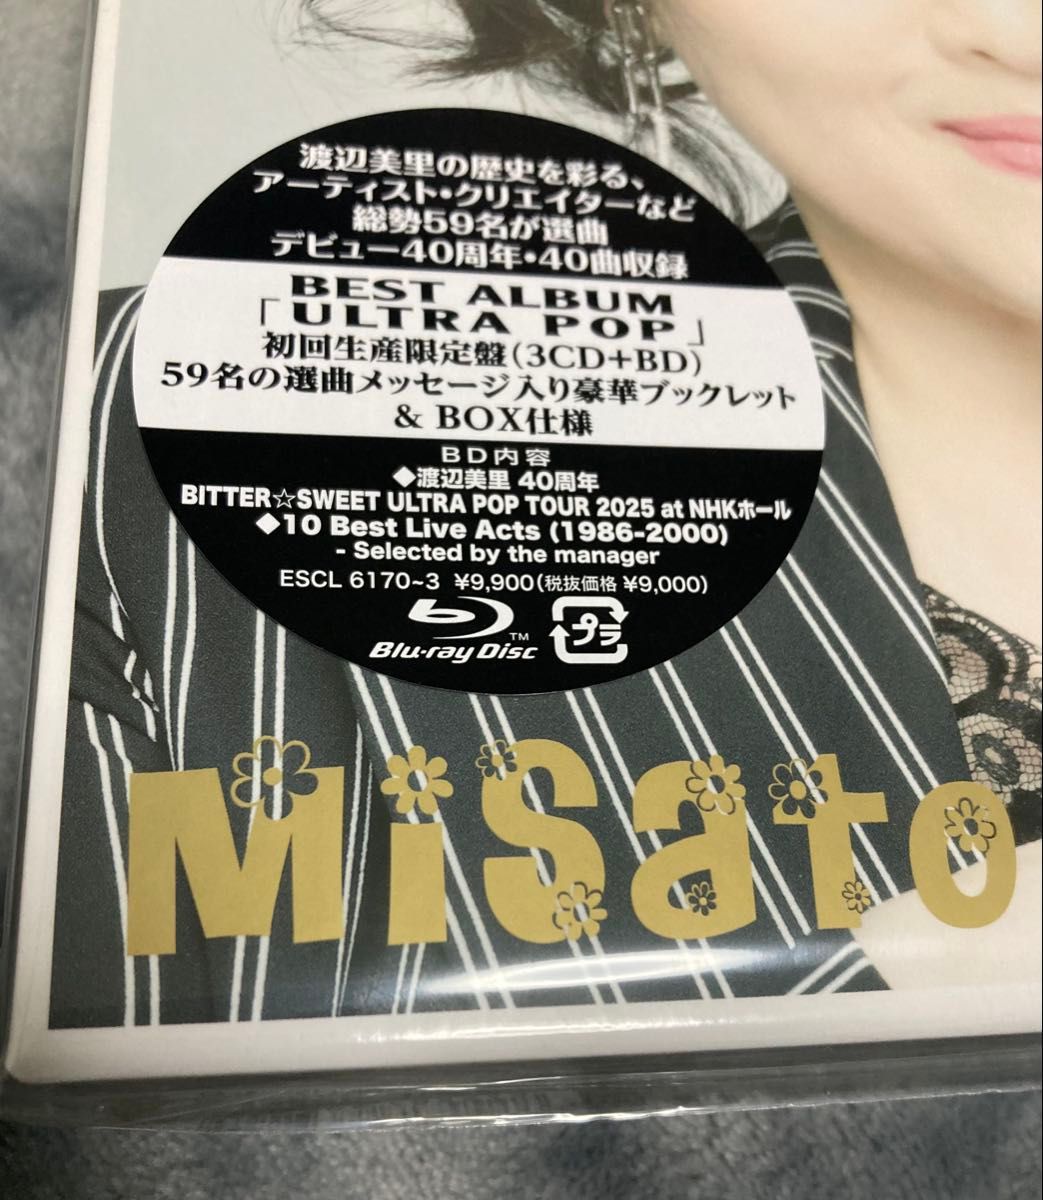 渡辺美里の歴史を彩る、
アーティスト・クリエイターなど
総勢59名が選曲
デビュー40周年・40曲収録
BEST ALBUM
「ULTRA POP」
初回生産限定盤(3CD+BD)
59名の選曲メッセージ入り豪華ブックレット
& BOX仕様
BD内容
◆渡辺美里 40周年
BITTER☆SWEET ULTRA POP TOUR 2025 at NHKホール
◆10 Best Live Acts (1986-2000)
- Selected by the manager
ESCL 6170~3 ¥9,900(税抜価格 ¥9,000)
Blu-ray Disc™ プラ
Misato